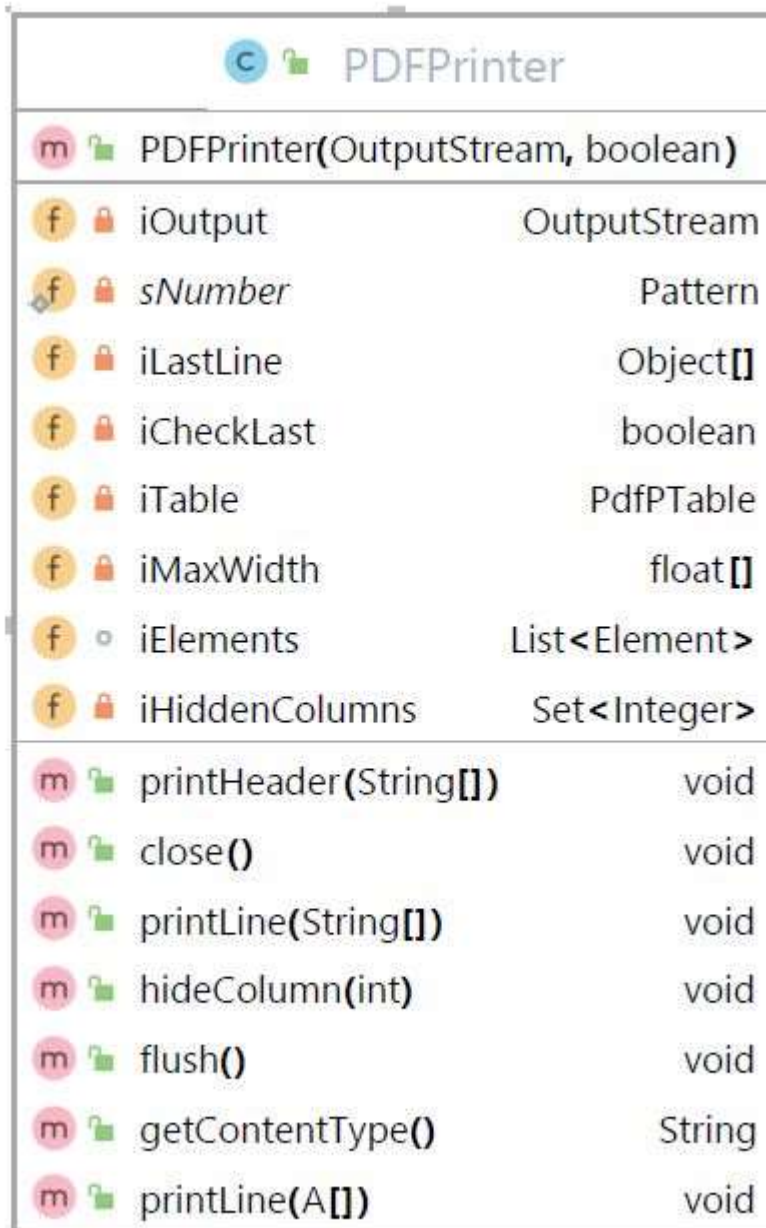 C PDFPrinter
m PDFPrinter(OutputStream, boolean)
f iOutput OutputStream
f sNumber Pattern
f iLastLine Object[]
f iCheckLast boolean
f iTable PdfPTable
f iMaxWidth float[]
f iElements List<Element>
f iHiddenColumns Set<Integer>
m printHeader(String[]) void
m close() void
m printLine(String[]) void
m hideColumn(int) void
m flush() void
m getContentType() String
m printLine(A[]) void